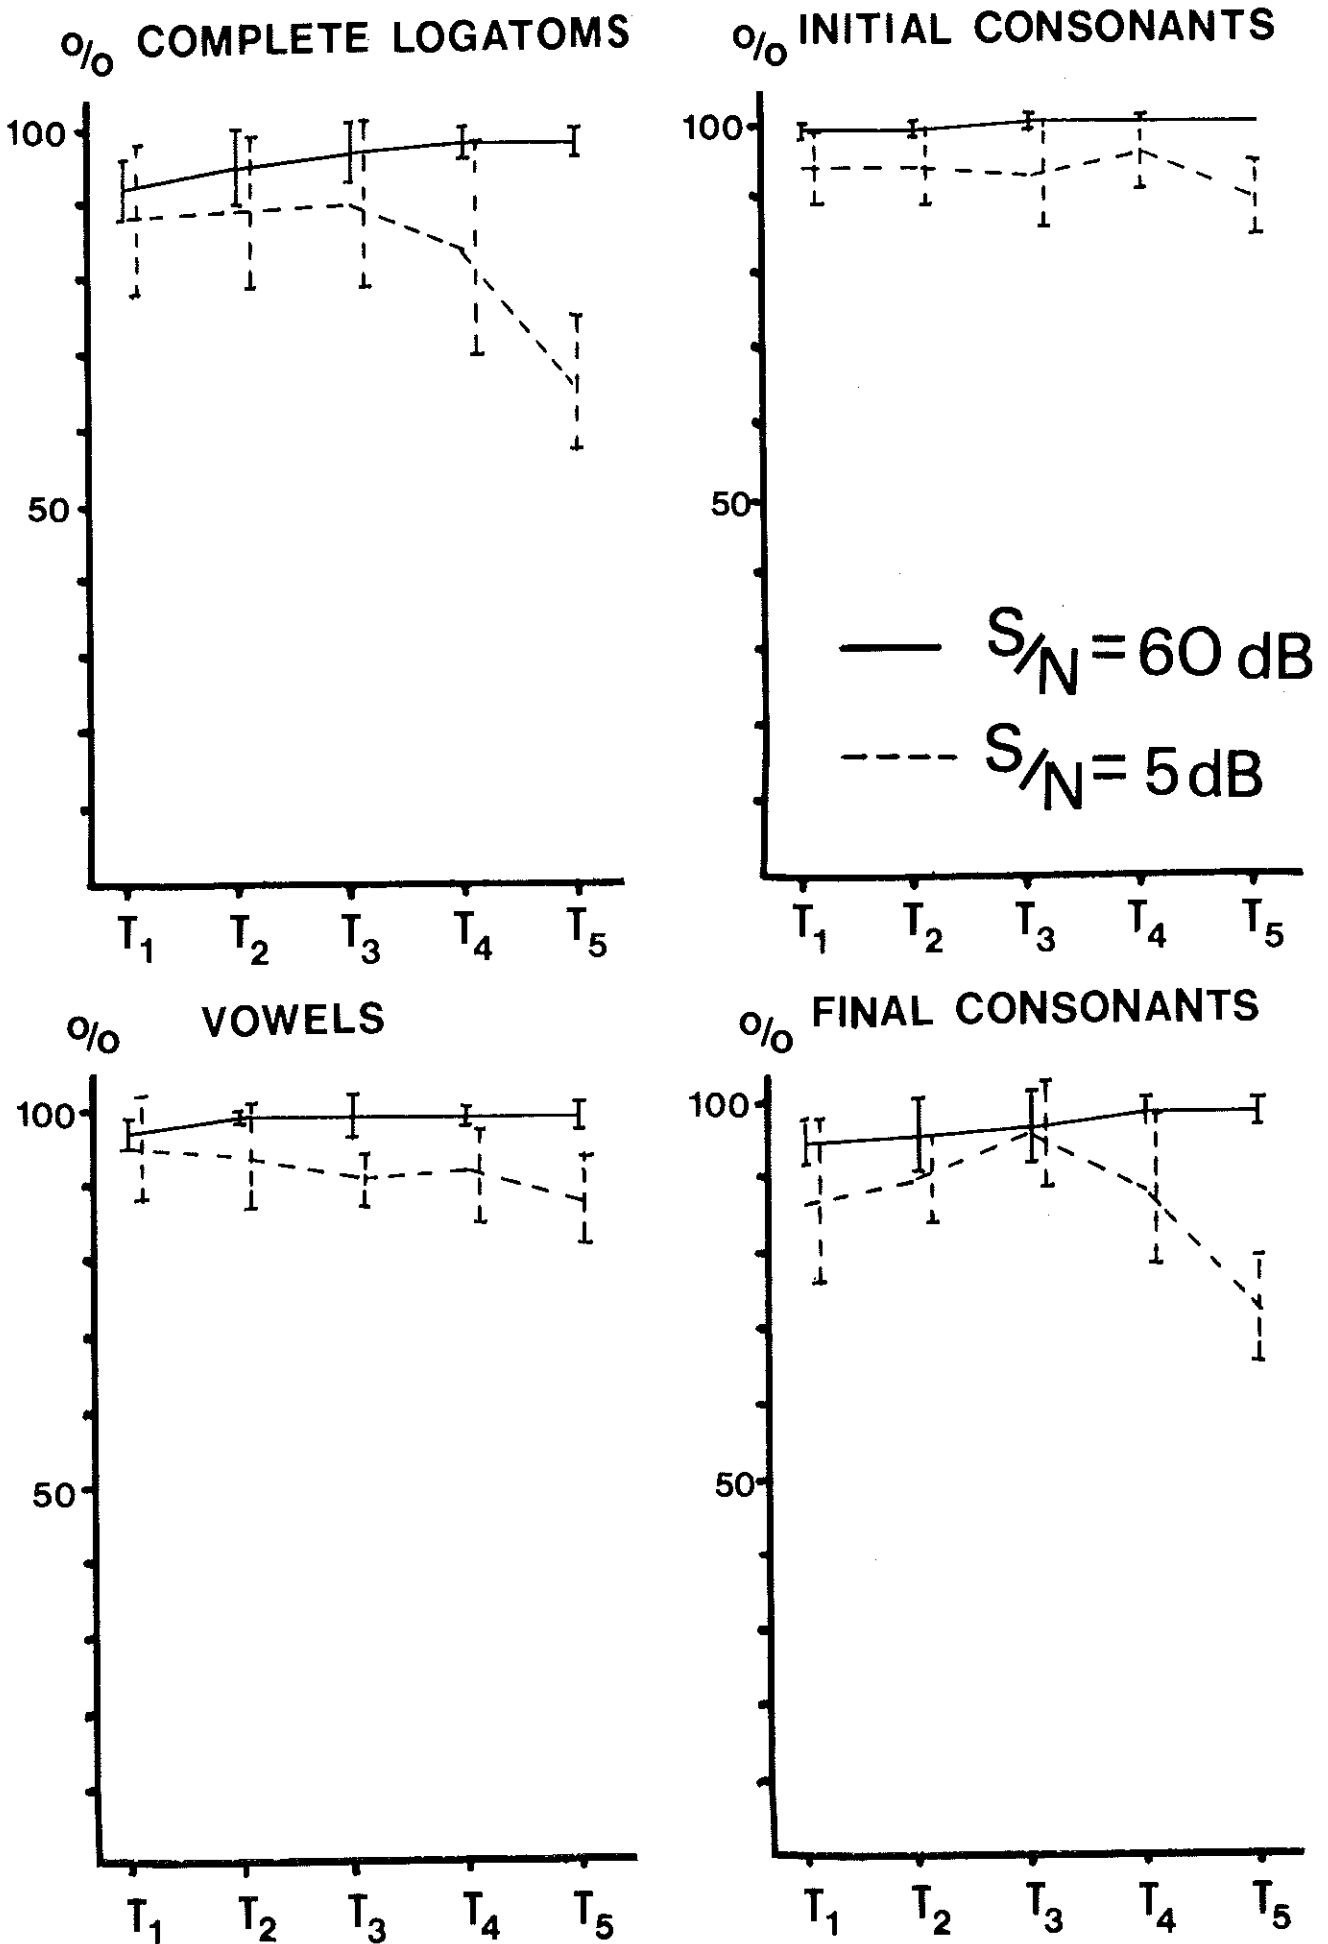 % COMPLETE LOGATOMS
100
50
T1 T2 T3 T4 T5
% INITIAL CONSONANTS
100
50
S/N = 60 dB
S/N = 5 dB
T1 T2 T3 T4 T5
% VOWELS
100
50
T1 T2 T3 T4 T5
% FINAL CONSONANTS
100
50
T1 T2 T3 T4 T5